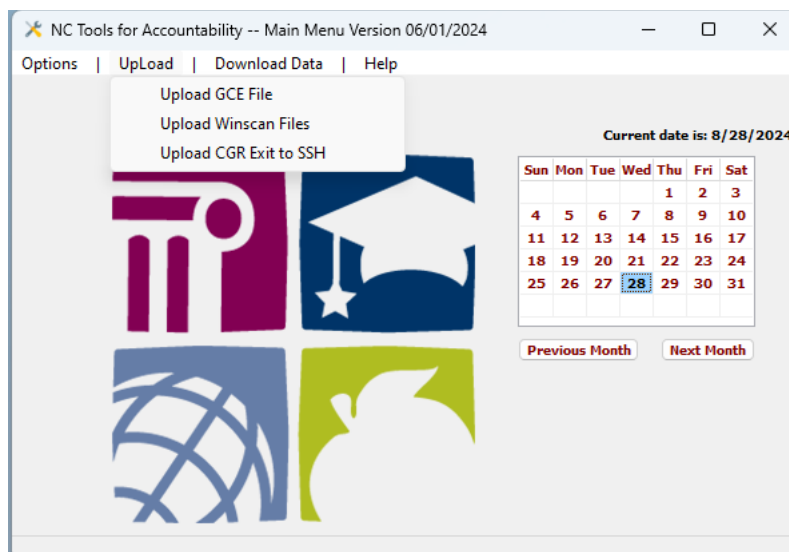 NC Tools for Accountability -- Main Menu Version 06/01/2024
Options | UpLoad | Download Data | Help
Upload GCE File
Upload Winscan Files
Upload CGR Exit to SSH
Current date is: 8/28/2024
Sun Mon Tue Wed Thu Fri Sat
1 2 3
4 5 6 7 8 9 10
11 12 13 14 15 16 17
18 19 20 21 22 23 24
25 26 27 28 29 30 31
Previous Month Next Month